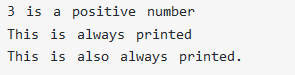 3 is a positive number
This is always printed
This is also always printed.